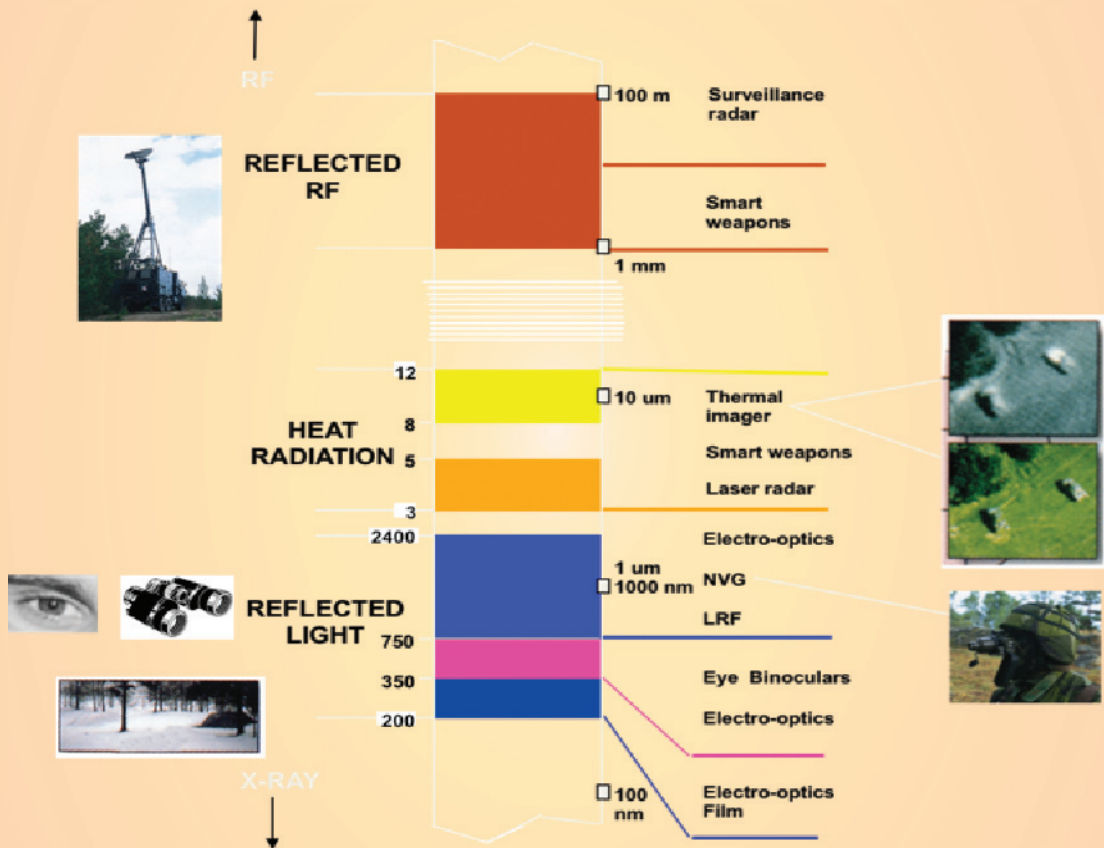 RF
100 m
Surveillance
radar
REFLECTED
RF
Smart
weapons
1 mm
12
10 um
Thermal
imager
8
HEAT
RADIATION
5
Smart weapons
Laser radar
3
2400
Electro-optics
1 um
1000 nm
NVG
REFLECTED
LIGHT
LRF
750
350
Eye Binoculars
200
Electro-optics
X-RAY
100
nm
Electro-optics
Film